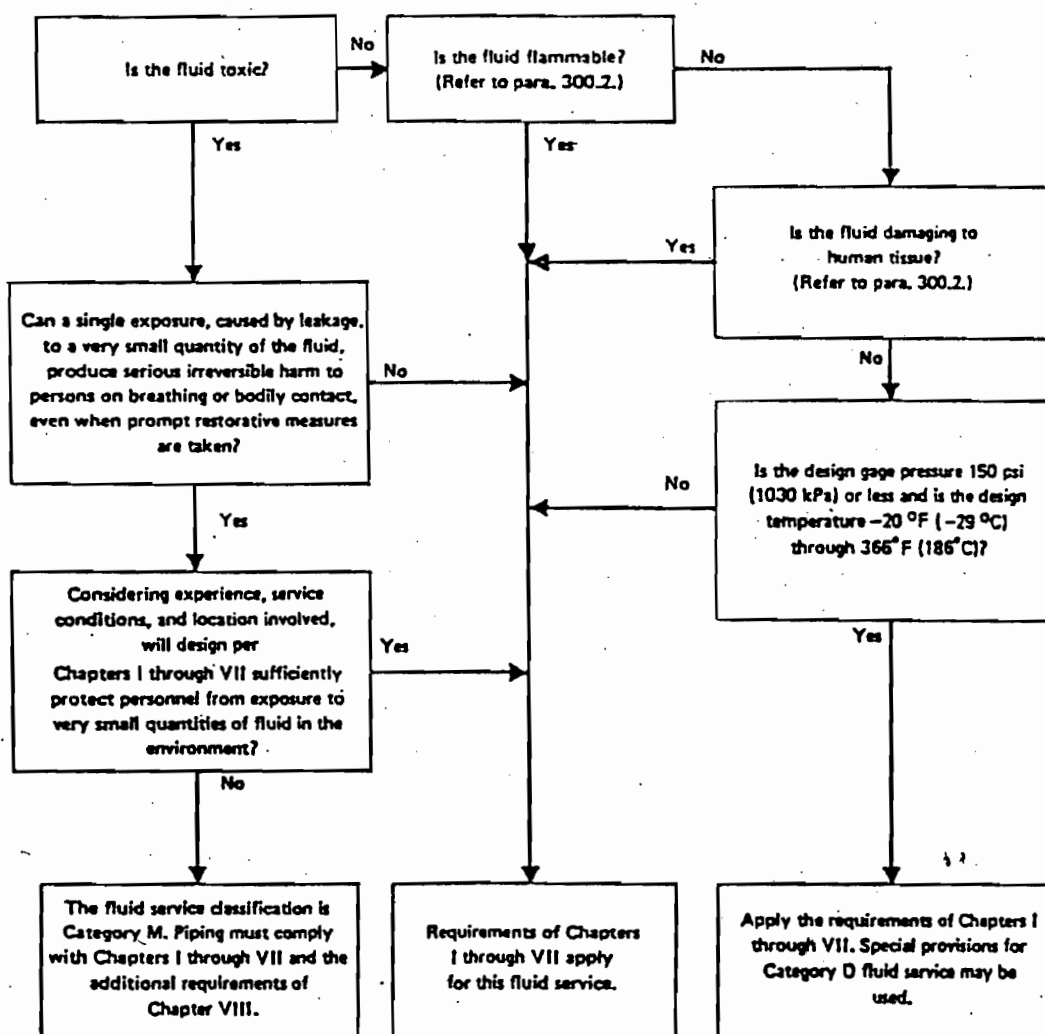 Is the fluid toxic?
No
Is the fluid flammable?
(Refer to para. 300.2.)
No
Yes
Yes
Is the fluid damaging to
human tissue?
(Refer to para. 300.2.)
Yes
No
Can a single exposure, caused by leakage,
to a very small quantity of the fluid,
produce serious irreversible harm to
persons on breathing or bodily contact,
even when prompt restorative measures
are taken?
No
Yes
Is the design gage pressure 150 psi
(1030 kPa) or less and is the design
temperature −20 °F (−29 °C)
through 366°F (186°C)?
No
Yes
Considering experience, service
conditions, and location involved,
will design per
Chapters I through VII sufficiently
protect personnel from exposure to
very small quantities of fluid in the
environment?
Yes
No
The fluid service classification is
Category M. Piping must comply
with Chapters I through VII and the
additional requirements of
Chapter VIII.
Requirements of Chapters
I through VII apply
for this fluid service.
Apply the requirements of Chapters I
through VII. Special provisions for
Category D fluid service may be
used.